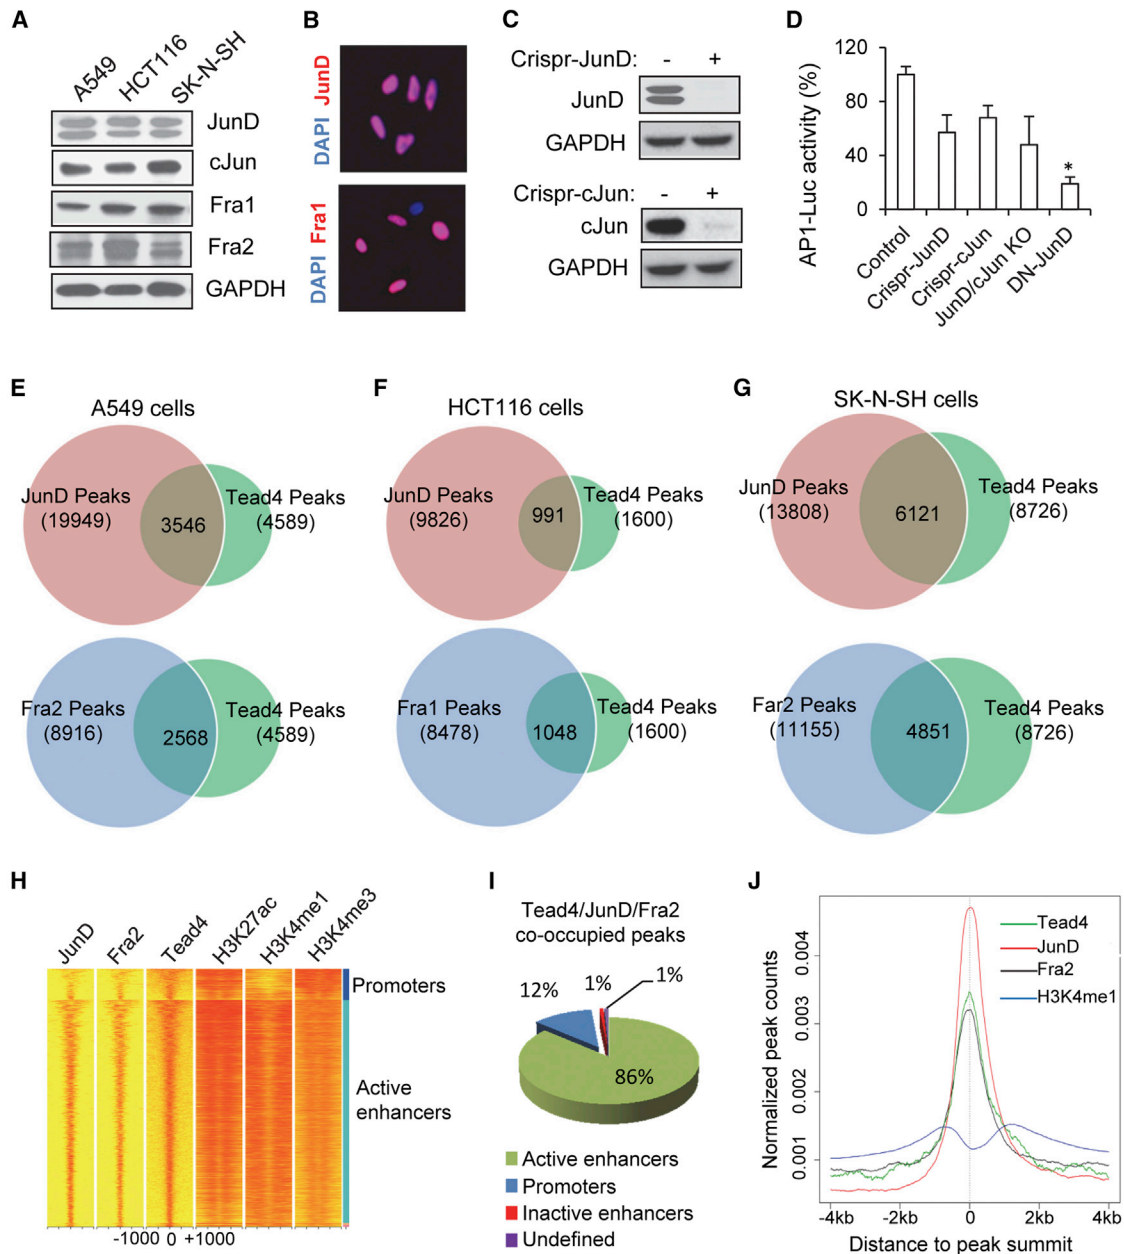 A
A549
HCT116
SK-N-SH
JunD
cJun
Fra1
Fra2
GAPDH
B
DAPI JunD
DAPI Fra1
C
Crispr-JunD: - +
JunD
GAPDH
Crispr-cJun: - +
cJun
GAPDH
D
AP1-Luc activity (%)
120
80
40
0
*
Control
Crispr-JunD
Crispr-cJun
JunD/cJun KO
DN-JunD
E
A549 cells
JunD Peaks
(19949)
3546
Tead4 Peaks
(4589)
Fra2 Peaks
(8916)
2568
Tead4 Peaks
(4589)
F
HCT116 cells
JunD Peaks
(9826)
991
Tead4 Peaks
(1600)
Fra1 Peaks
(8478)
1048
Tead4 Peaks
(1600)
G
SK-N-SH cells
JunD Peaks
(13808)
6121
Tead4 Peaks
(8726)
Far2 Peaks
(11155)
4851
Tead4 Peaks
(8726)
H
JunD
Fra2
Tead4
H3K27ac
H3K4me1
H3K4me3
Promoters
Active
enhancers
-1000 0 +1000
I
Tead4/JunD/Fra2
co-occupied peaks
12%
1%
1%
86%
Active enhancers
Promoters
Inactive enhancers
Undefined
J
Normalized peak counts
0.004
0.003
0.002
0.001
Tead4
JunD
Fra2
H3K4me1
-4kb
-2kb
0
2kb
4kb
Distance to peak summit